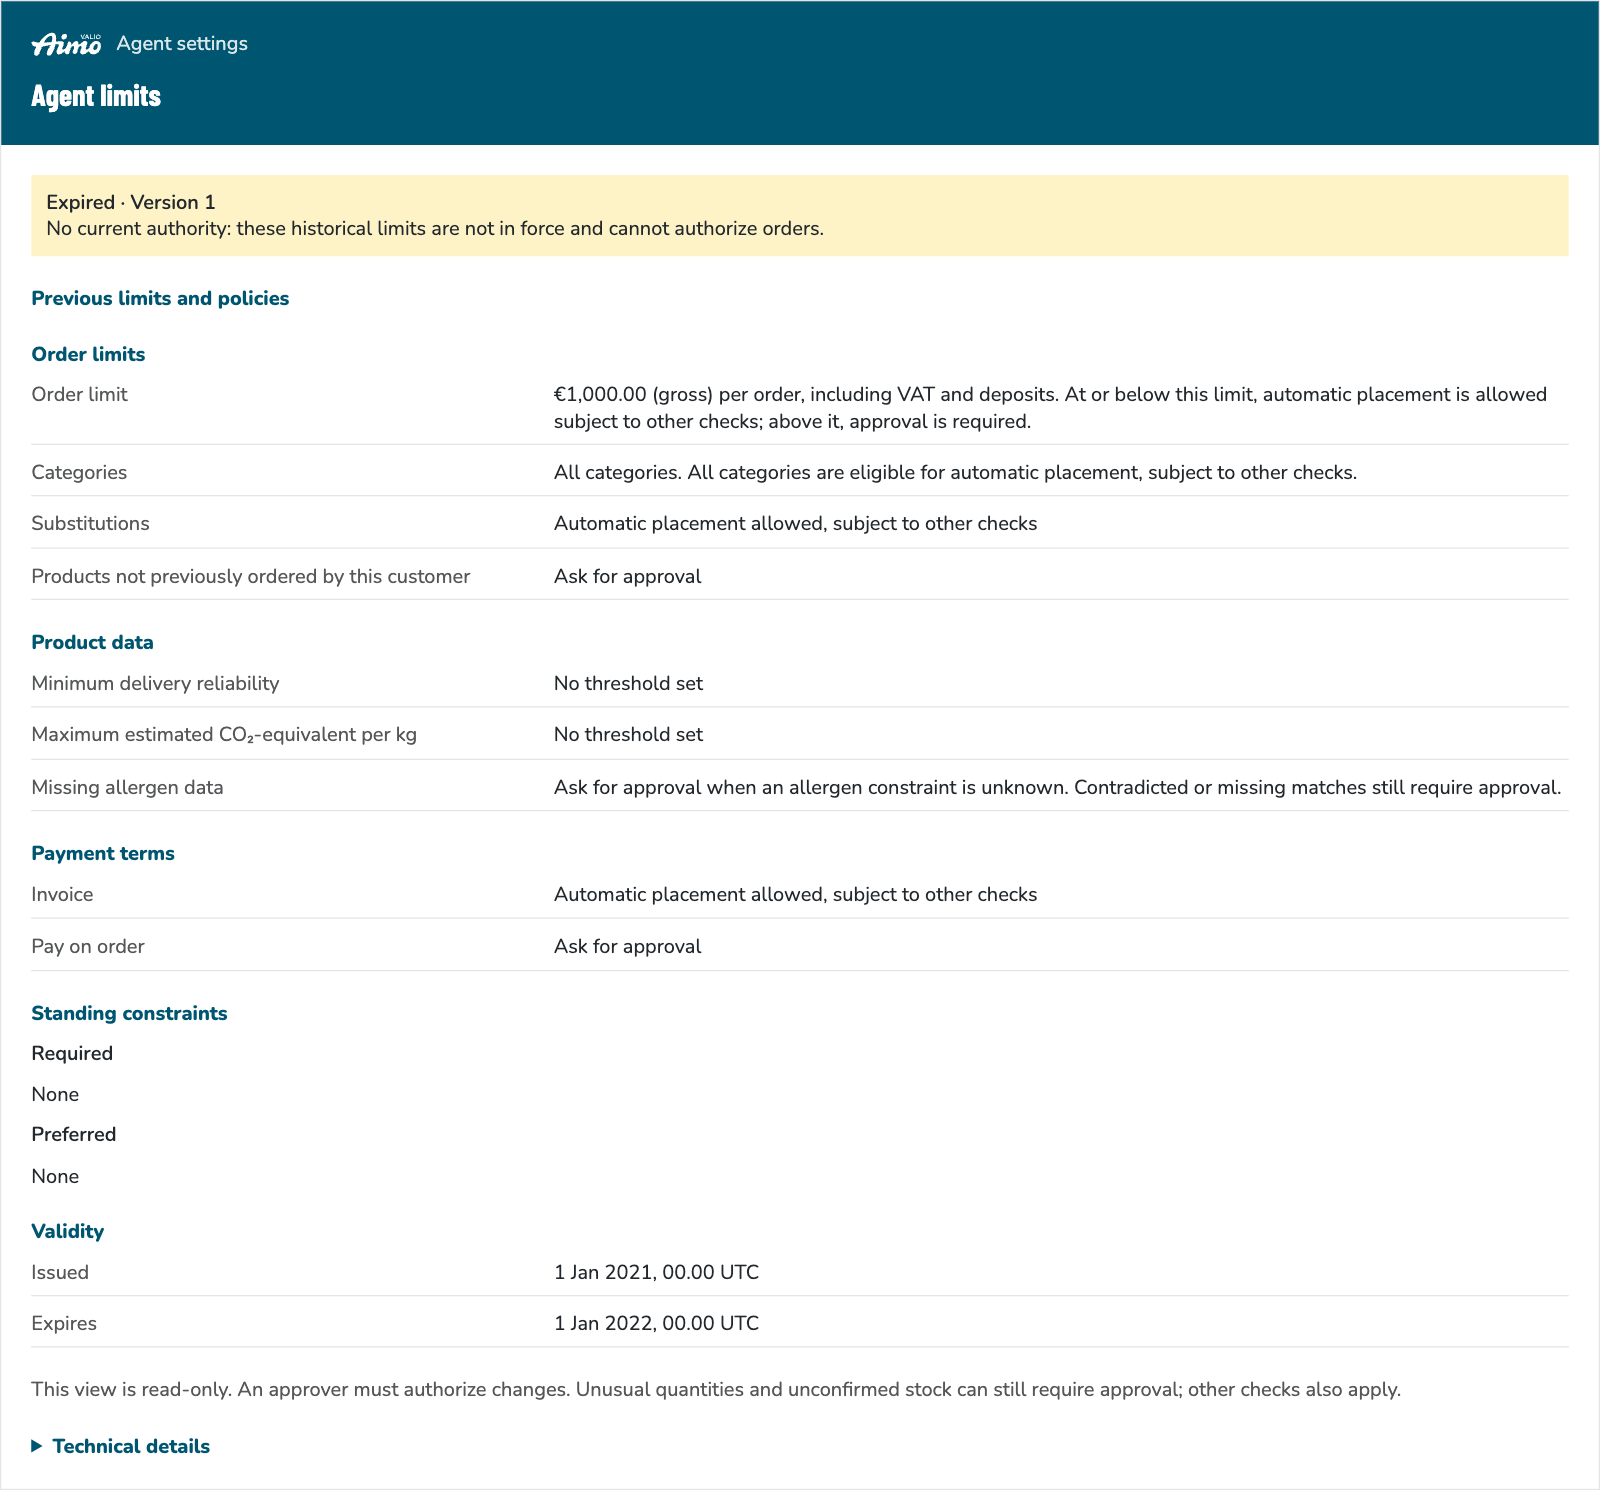 Aimo VALIO Agent settings
Agent limits
Expired · Version 1
No current authority: these historical limits are not in force and cannot authorize orders.
Previous limits and policies
Order limits
Order limit
€1,000.00 (gross) per order, including VAT and deposits. At or below this limit, automatic placement is allowed
subject to other checks; above it, approval is required.
Categories
All categories. All categories are eligible for automatic placement, subject to other checks.
Substitutions
Automatic placement allowed, subject to other checks
Products not previously ordered by this customer
Ask for approval
Product data
Minimum delivery reliability
No threshold set
Maximum estimated CO₂-equivalent per kg
No threshold set
Missing allergen data
Ask for approval when an allergen constraint is unknown. Contradicted or missing matches still require approval.
Payment terms
Invoice
Automatic placement allowed, subject to other checks
Pay on order
Ask for approval
Standing constraints
Required
None
Preferred
None
Validity
Issued
1 Jan 2021, 00.00 UTC
Expires
1 Jan 2022, 00.00 UTC
This view is read-only. An approver must authorize changes. Unusual quantities and unconfirmed stock can still require approval; other checks also apply.
Technical details